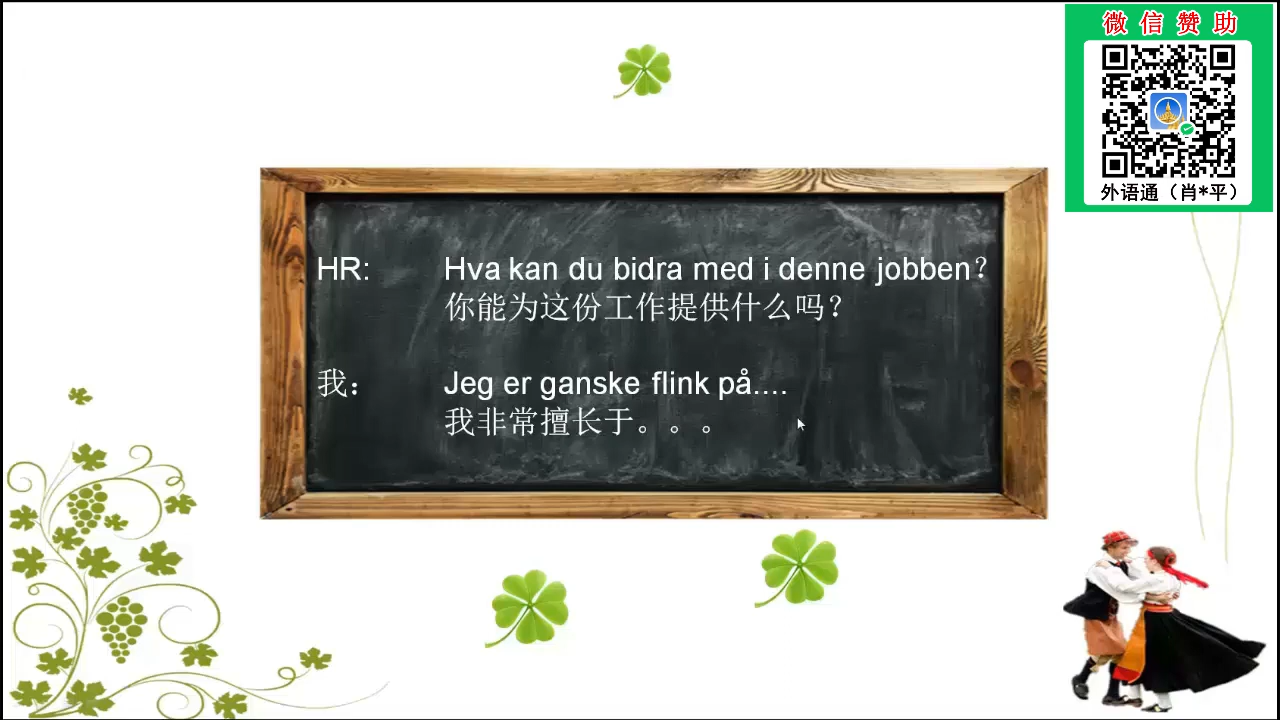 微信赞助
外语通（肖*平）
HR: Hva kan du bidra med i denne jobben？
你能为这份工作提供什么吗？
我： Jeg er ganske flink på....
我非常擅长于。。。